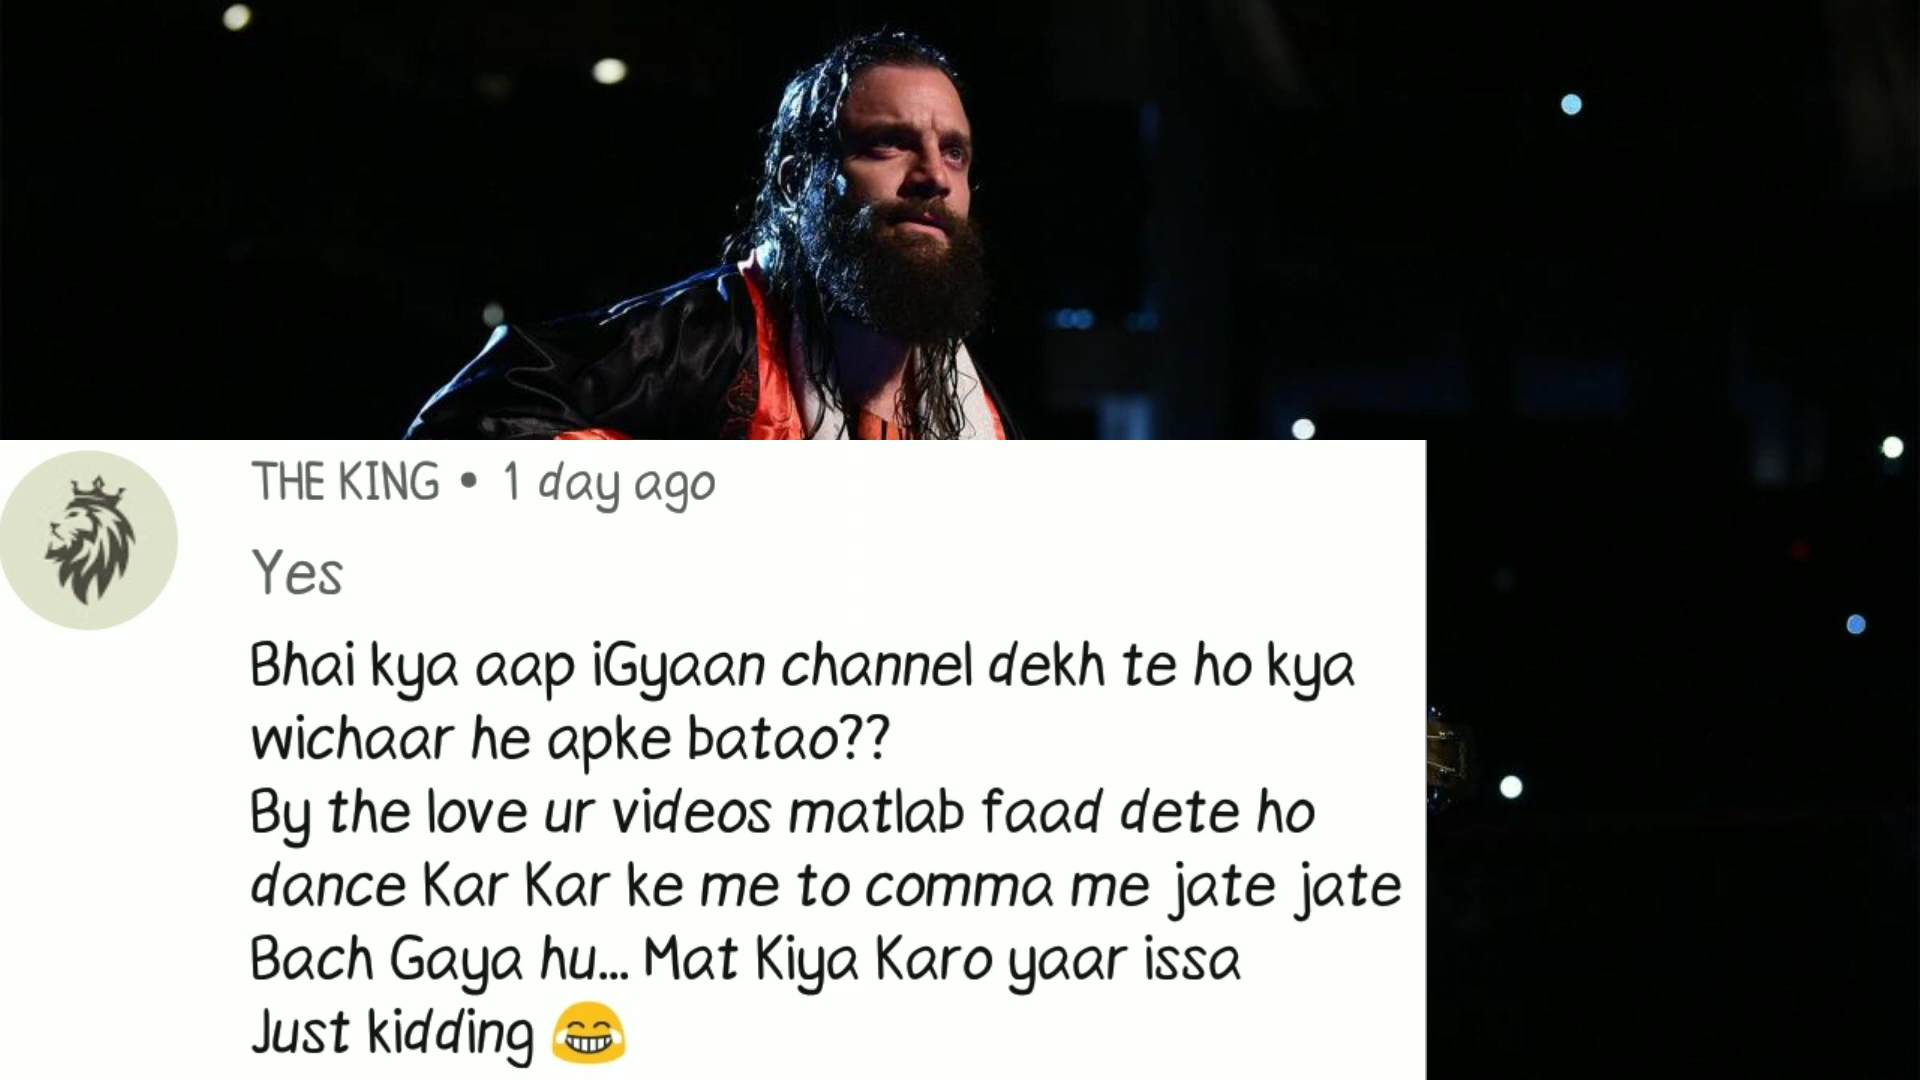 THE KING • 1 day ago
Yes
Bhai kya aap iGyaan channel dekh te ho kya
wichaar he apke batao??
By the love ur videos matlab faad dete ho
dance Kar Kar ke me to comma me jate jate
Bach Gaya hu... Mat Kiya Karo yaar issa
Just kidding 😂